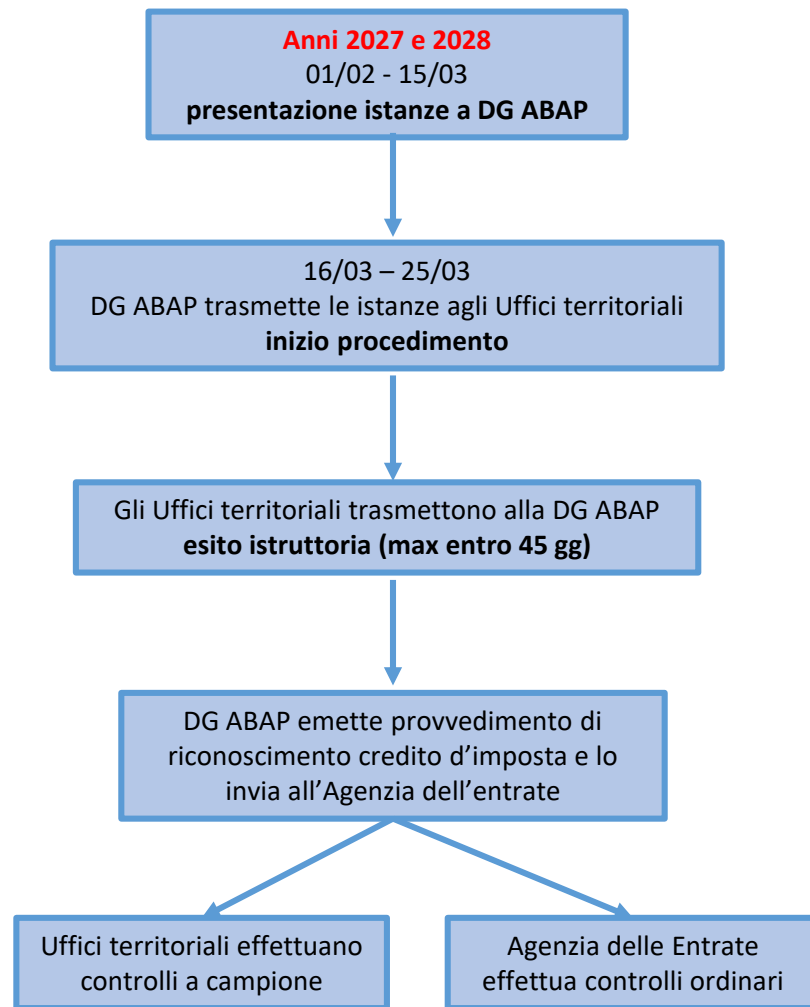 Anni 2027 e 2028
01/02 - 15/03
presentazione istanze a DG ABAP
16/03 – 25/03
DG ABAP trasmette le istanze agli Uffici territoriali
inizio procedimento
Gli Uffici territoriali trasmettono alla DG ABAP
esito istruttoria (max entro 45 gg)
DG ABAP emette provvedimento di
riconoscimento credito d’imposta e lo
invia all’Agenzia dell’entrate
Uffici territoriali effettuano
controlli a campione
Agenzia delle Entrate
effettua controlli ordinari